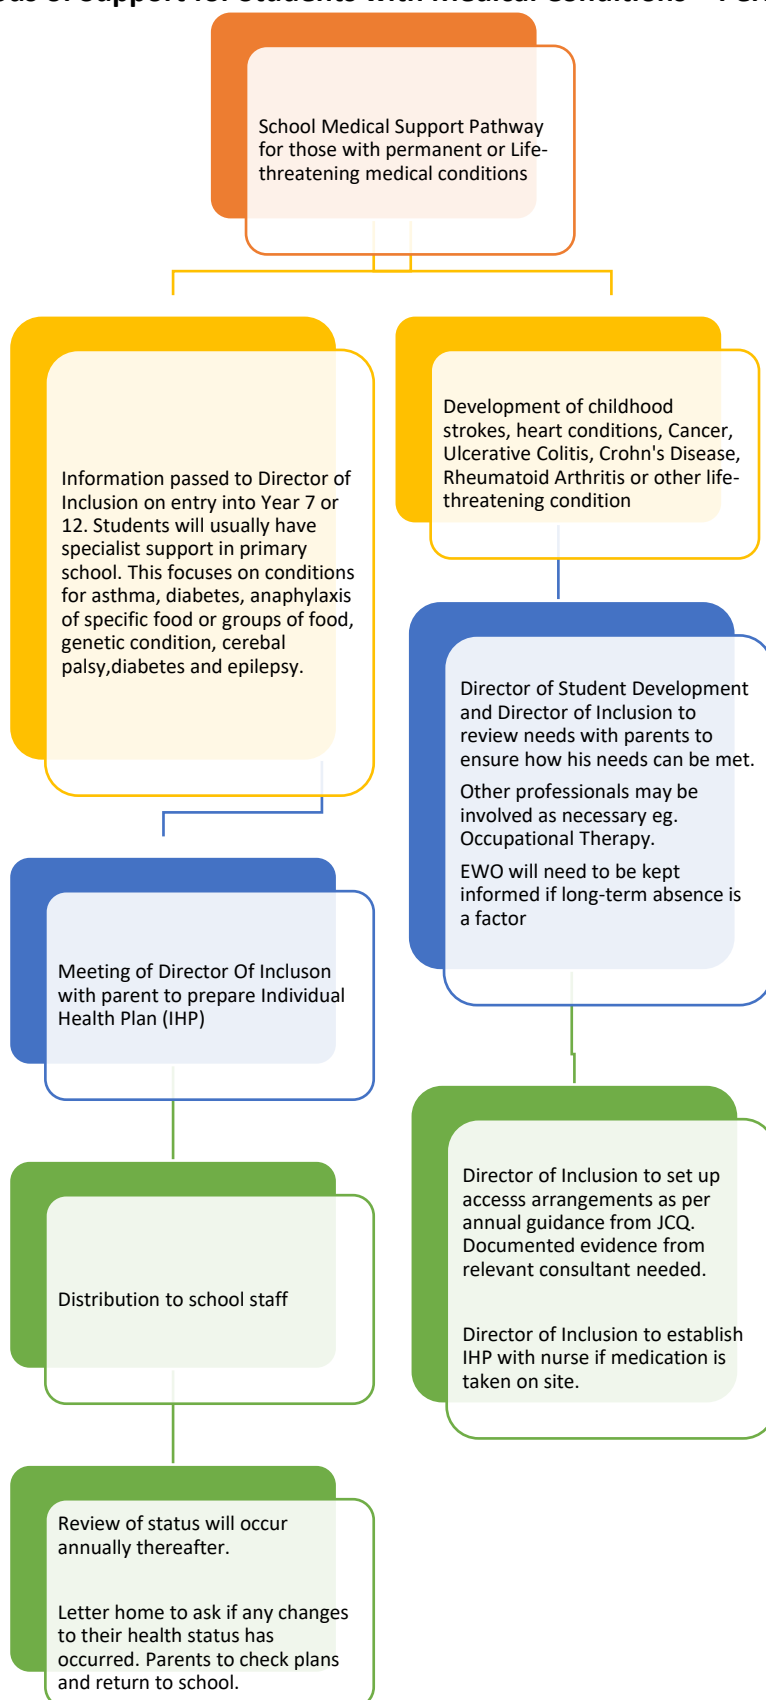 of Support for Students with Medical Conditions
School Medical Support Pathway
for those with permanent or Life-
threatening medical conditions
Information passed to Director of
Inclusion on entry into Year 7 or
12. Students will usually have
specialist support in primary
school. This focuses on conditions
for asthma, diabetes, anaphylaxis
of specific food or groups of food,
genetic condition, cerebal
palsy,diabetes and epilepsy.
Meeting of Director Of Incluson
with parent to prepare Individual
Health Plan (IHP)
Distribution to school staff
Review of status will occur
annually thereafter.
Letter home to ask if any changes
to their health status has
occurred. Parents to check plans
and return to school.
Development of childhood
strokes, heart conditions, Cancer,
Ulcerative Colitis, Crohn's Disease,
Rheumatoid Arthritis or other life-
threatening condition
Director of Student Development
and Director of Inclusion to
review needs with parents to
ensure how his needs can be met.
Other professionals may be
involved as necessary eg.
Occupational Therapy.
EWO will need to be kept
informed if long-term absence is
a factor
Director of Inclusion to set up
accesss arrangements as per
annual guidance from JCQ.
Documented evidence from
relevant consultant needed.
Director of Inclusion to establish
IHP with nurse if medication is
taken on site.